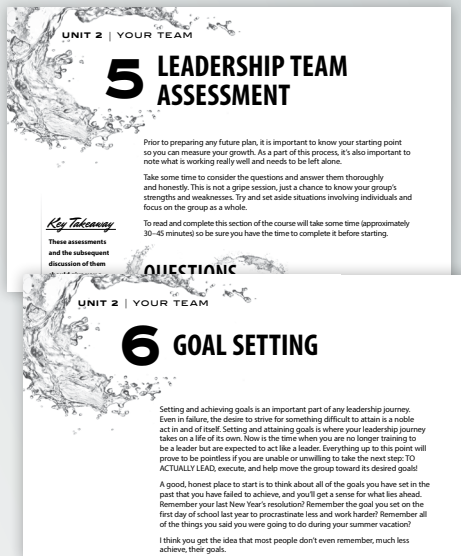 UNIT 2 | YOUR TEAM
5 LEADERSHIP TEAM
ASSESSMENT
Prior to preparing any future plan, it is important to know your starting point
so you can measure your growth. As a part of this process, it's also important to
note what is working really well and needs to be left alone.
Take some time to consider the questions and answer them thoroughly
and honestly. This is not a gripe session, just a chance to know your group's
strengths and weaknesses. Try and set aside situations involving individuals and
focus on the group as a whole.
To read and complete this section of the course will take some time (approximately
30–45 minutes) so be sure you have the time to complete it before starting.
Key Takeaway
These assessments
and the subsequent
discussion of them
QUESTIONS
UNIT 2 | YOUR TEAM
6 GOAL SETTING
Setting and achieving goals is an important part of any leadership journey.
Even in failure, the desire to strive for something difficult to attain is a noble
act in and of itself. Setting and attaining goals is where your leadership journey
takes on a life of its own. Now is the time when you are no longer training to
be a leader but are expected to act like a leader. Everything up to this point will
prove to be pointless if you are unable or unwilling to take the next step: TO
ACTUALLY LEAD, execute, and help move the group toward its desired goals!
A good, honest place to start is to think about all of the goals you have set in the
past that you have failed to achieve, and you'll get a sense for what lies ahead.
Remember your last New Year's resolution? Remember the goal you set on the
first day of school last year to procrastinate less and work harder? Remember all
of the things you said you were going to do during your summer vacation?
I think you get the idea that most people don't even remember, much less
achieve, their goals.